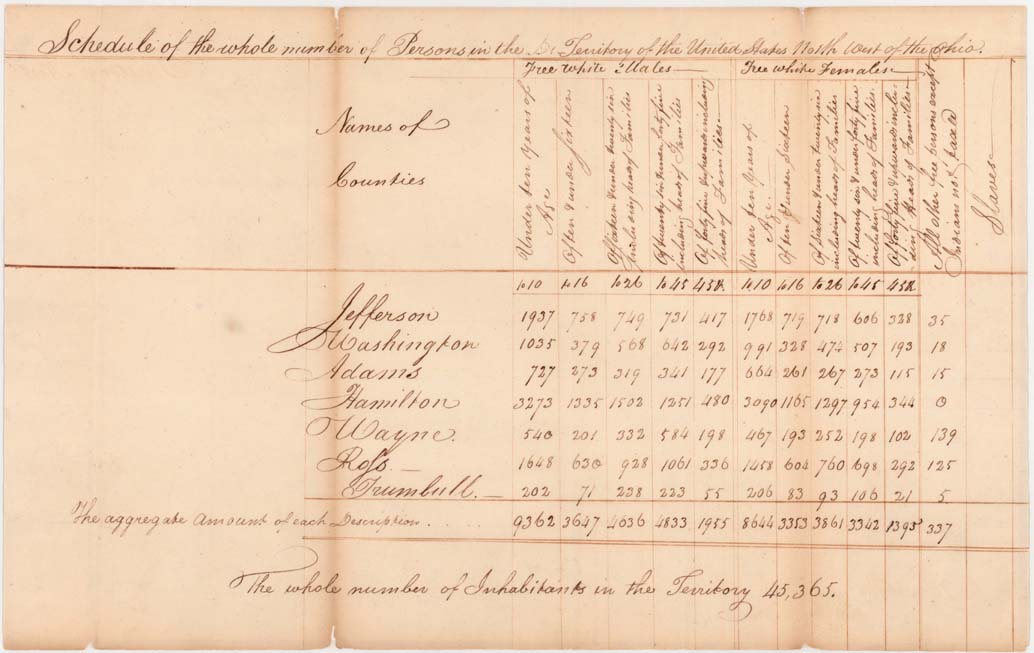 Schedule of the whole number of Persons in the Territory of the United States North West of the Ohio.
Free white Males — Free white Females —
Names of
Counties
Under ten years of Age
Of ten & under sixteen
Of sixteen & under twenty six including heads of Families
Of twenty six & under forty five including heads of Families
Of forty five & upwards including heads of Families —
Under ten years of Age
Of ten & under sixteen
Of sixteen & under twenty six including heads of Families
Of twenty six & under forty five including heads of Families.
Of forty five & upwards including heads of Families —
All other free persons except Indians not taxed
Slaves —
to 10 to 16 to 26 to 45 45 & to 10 to 16 to 26 to 45 45 &
Jefferson 1937 758 749 731 417 1768 719 718 606 328 35
Washington 1035 379 568 642 292 991 328 474 507 193 18
Adams 727 273 319 341 177 664 261 267 273 115 15
Hamilton 3273 1335 1502 1251 480 3090 1165 1297 954 344 0
Wayne. 540 201 332 584 198 467 193 252 198 102 139
Ross — 1648 630 928 1061 336 1458 604 760 698 292 125
Trumbull. — 202 71 238 223 55 206 83 93 106 21 5
The aggregate amount of each Description . . . . . 9362 3647 4636 4833 1955 8644 3353 3861 3342 1395 337
The whole number of Inhabitants in the Territory 45,365.